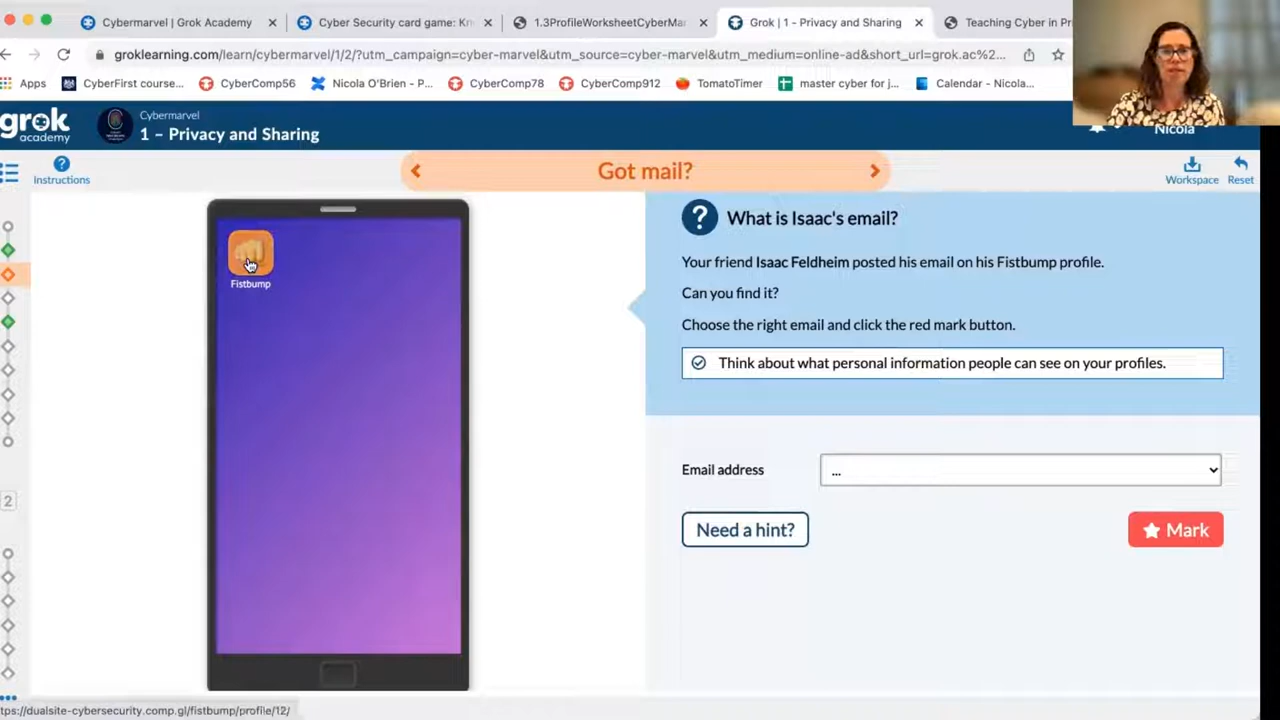 Cybermarvel | Grok Academy
Cyber Security card game: Kn
1.3ProfileWorksheetCyberMar
Grok | 1 - Privacy and Sharing
Teaching Cyber in Pr
groklearning.com/learn/cybermarvel/1/2/?utm_campaign=cyber-marvel&utm_source=cyber-marvel&utm_medium=online-ad&short_url=grok.ac%2...
Apps
CyberFirst course...
CyberComp56
Nicola O'Brien - P...
CyberComp78
CyberComp912
TomatoTimer
master cyber for j...
Calendar - Nicola...
grok
academy
Cybermarvel
1 – Privacy and Sharing
Nicola
Instructions
Got mail?
Workspace
Reset
Fistbump
? What is Isaac's email?
Your friend Isaac Feldheim posted his email on his Fistbump profile.
Can you find it?
Choose the right email and click the red mark button.
Think about what personal information people can see on your profiles.
Email address
...
Need a hint?
Mark
2
tps://dualsite-cybersecurity.comp.gl/fistbump/profile/12/